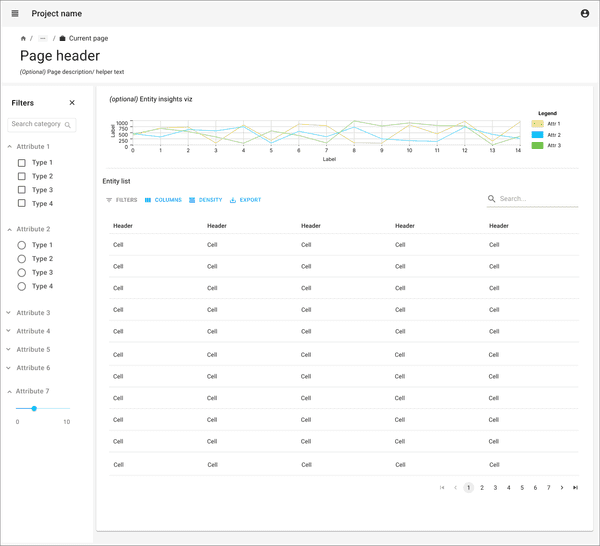 Project name
/ ... / Current page
Page header
(Optional) Page description/ helper text
Filters
Search category
Attribute 1
Type 1
Type 2
Type 3
Type 4
Attribute 2
Type 1
Type 2
Type 3
Type 4
Attribute 3
Attribute 4
Attribute 5
Attribute 6
Attribute 7
0 10
(optional) Entity insights viz
Label
1000
750
500
250
0
0 1 2 3 4 5 6 7 8 9 10 11 12 13 14
Label
Legend
Attr 1
Attr 2
Attr 3
Entity list
FILTERS COLUMNS DENSITY EXPORT
Search...
Header Header Header Header Header
Cell Cell Cell Cell Cell
Cell Cell Cell Cell Cell
Cell Cell Cell Cell Cell
Cell Cell Cell Cell Cell
Cell Cell Cell Cell Cell
Cell Cell Cell Cell Cell
Cell Cell Cell Cell Cell
Cell Cell Cell Cell Cell
Cell Cell Cell Cell Cell
Cell Cell Cell Cell Cell
Cell Cell Cell Cell Cell
1 2 3 4 5 6 7